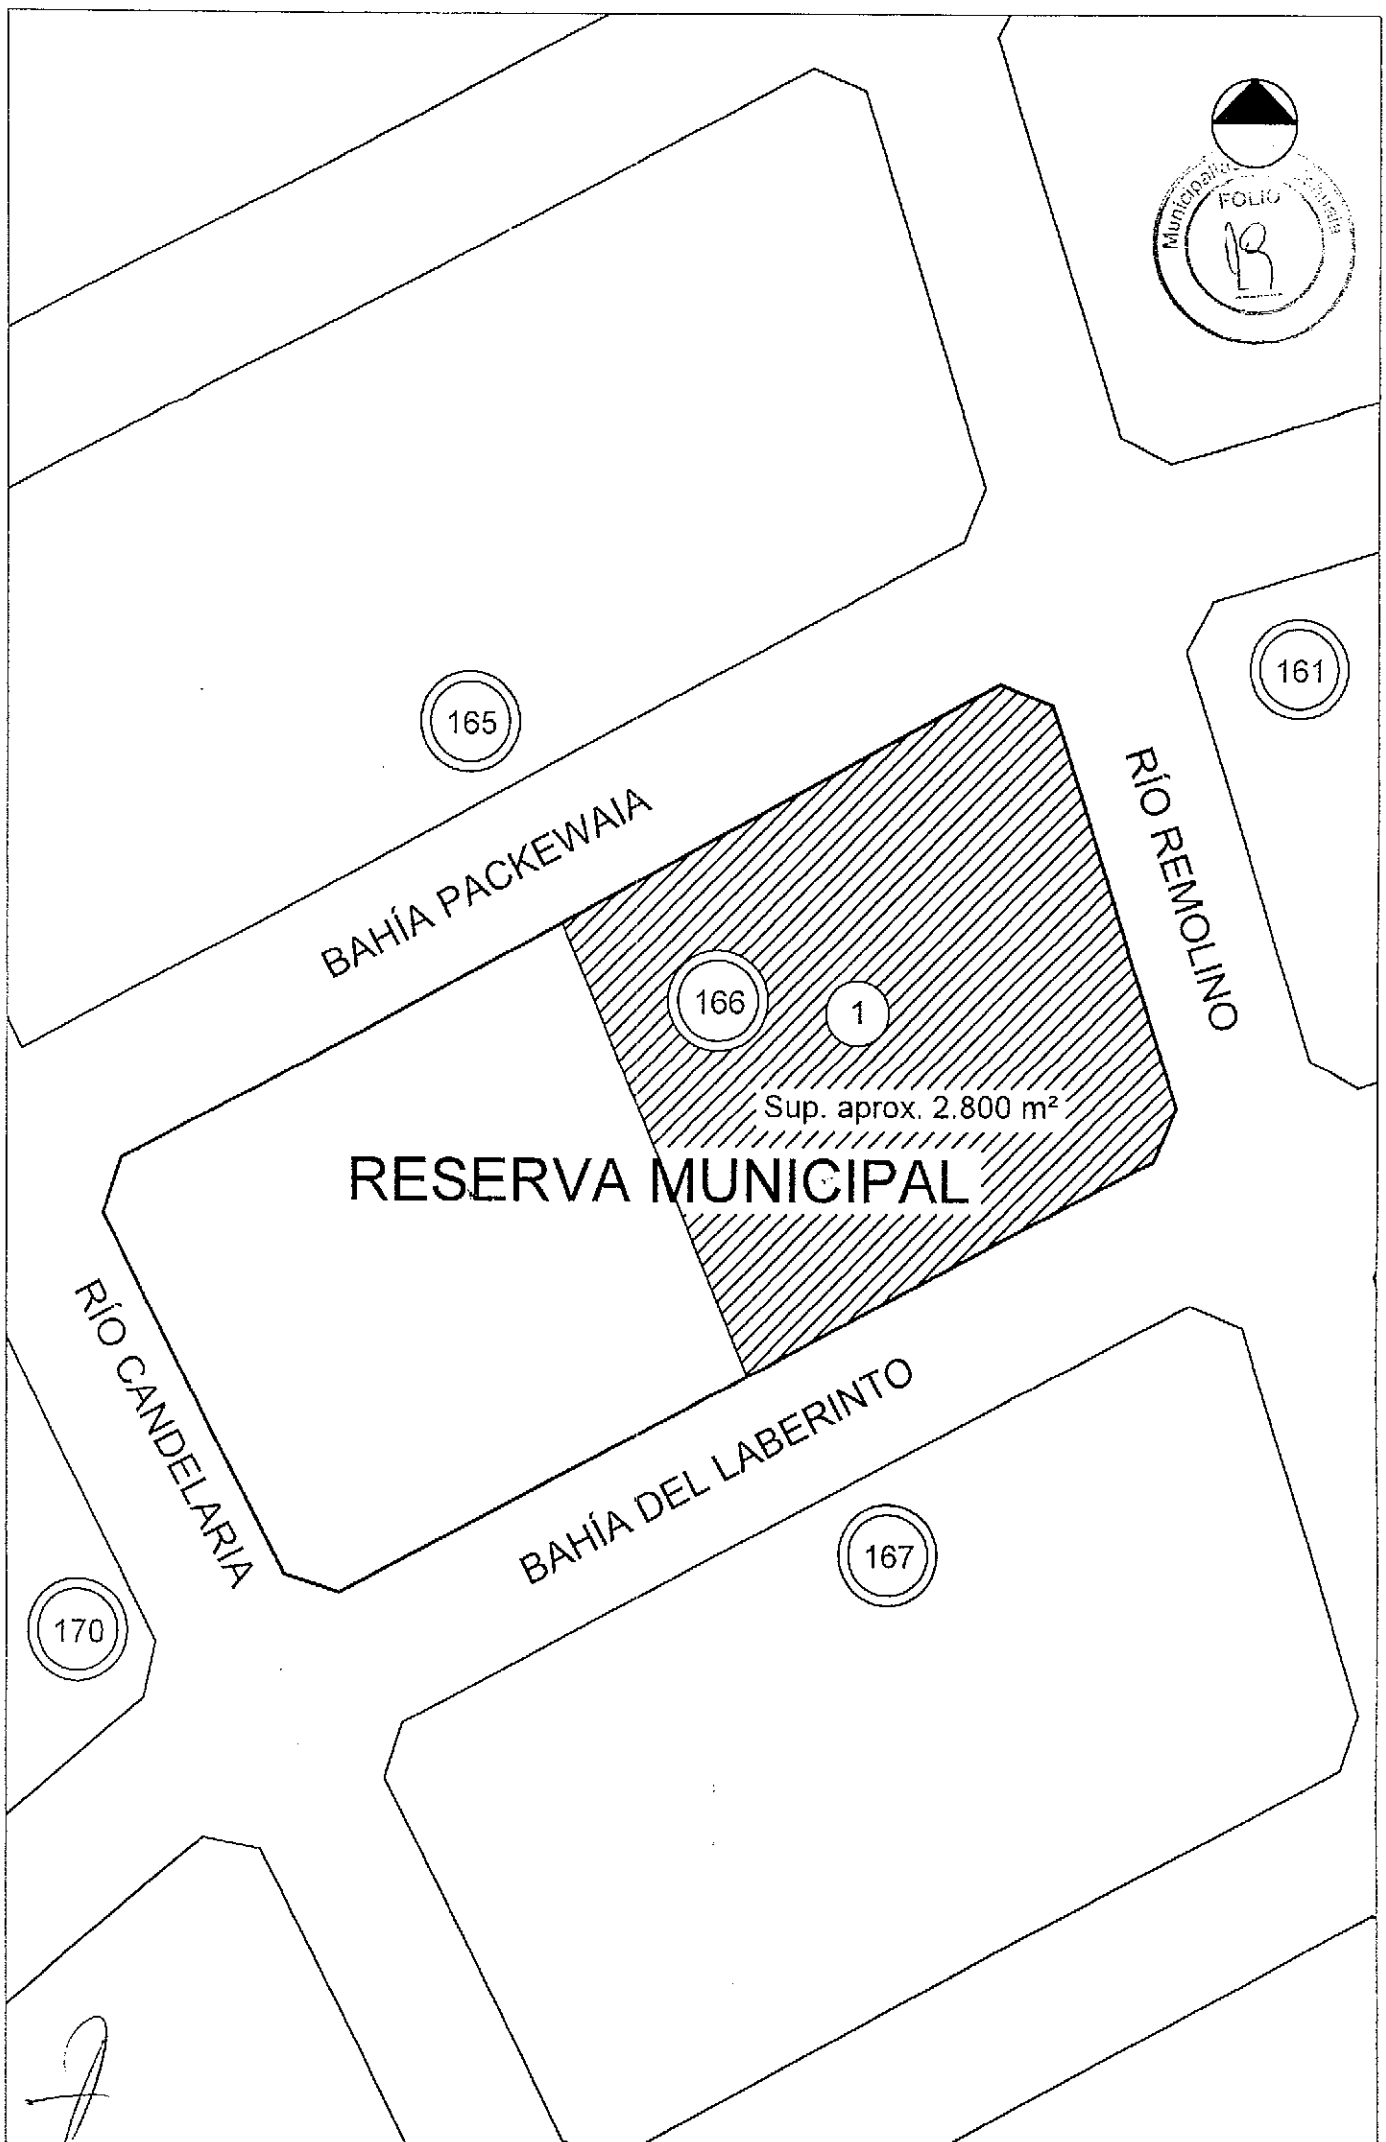 FOLIO
165
161
BAHÍA PACKEWAIA
RÍO REMOLINO
166
1
Sup. aprox. 2.800 m²
RESERVA MUNICIPAL
RÍO CANDELARIA
BAHÍA DEL LABERINTO
167
170